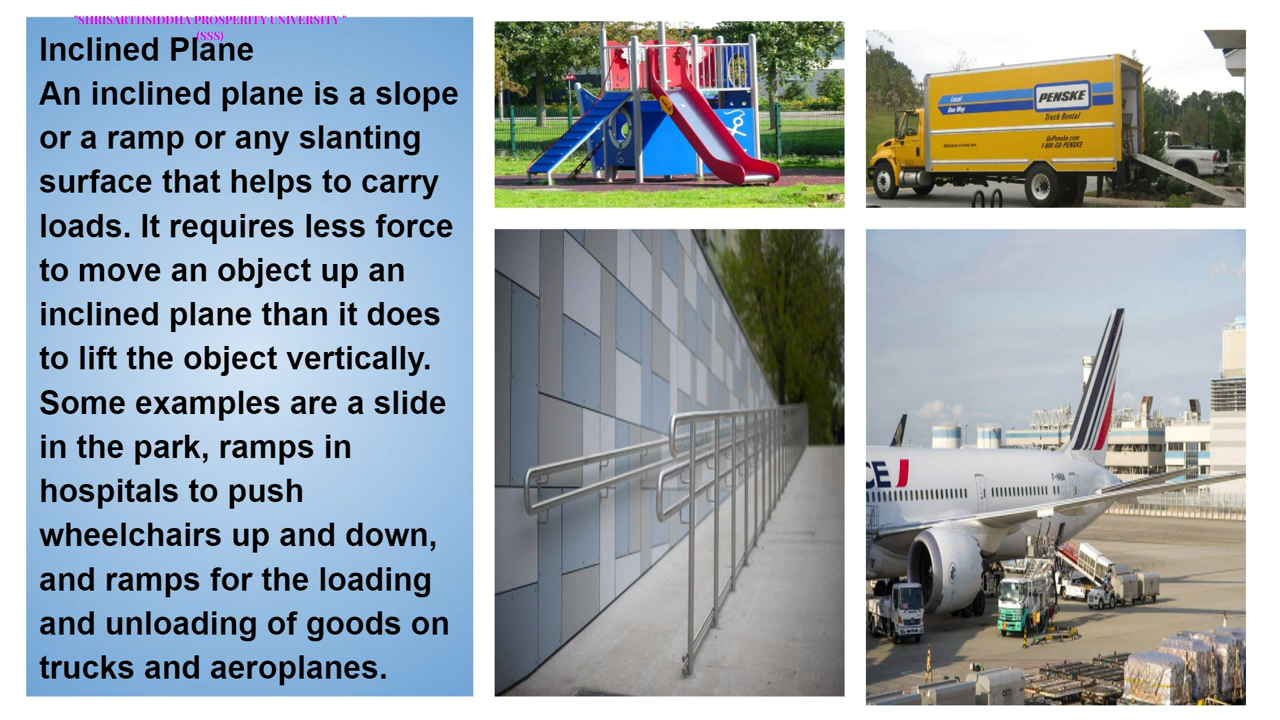 "SHRISARTHSIDDHA PROSPERITY UNIVERSITY "
(SSS)
Inclined Plane
An inclined plane is a slope
or a ramp or any slanting
surface that helps to carry
loads. It requires less force
to move an object up an
inclined plane than it does
to lift the object vertically.
Some examples are a slide
in the park, ramps in
hospitals to push
wheelchairs up and down,
and ramps for the loading
and unloading of goods on
trucks and aeroplanes.
Local
One Way
PENSKE
Truck Rental
GoPenske.com
1-800-GO-PENSKE
CE